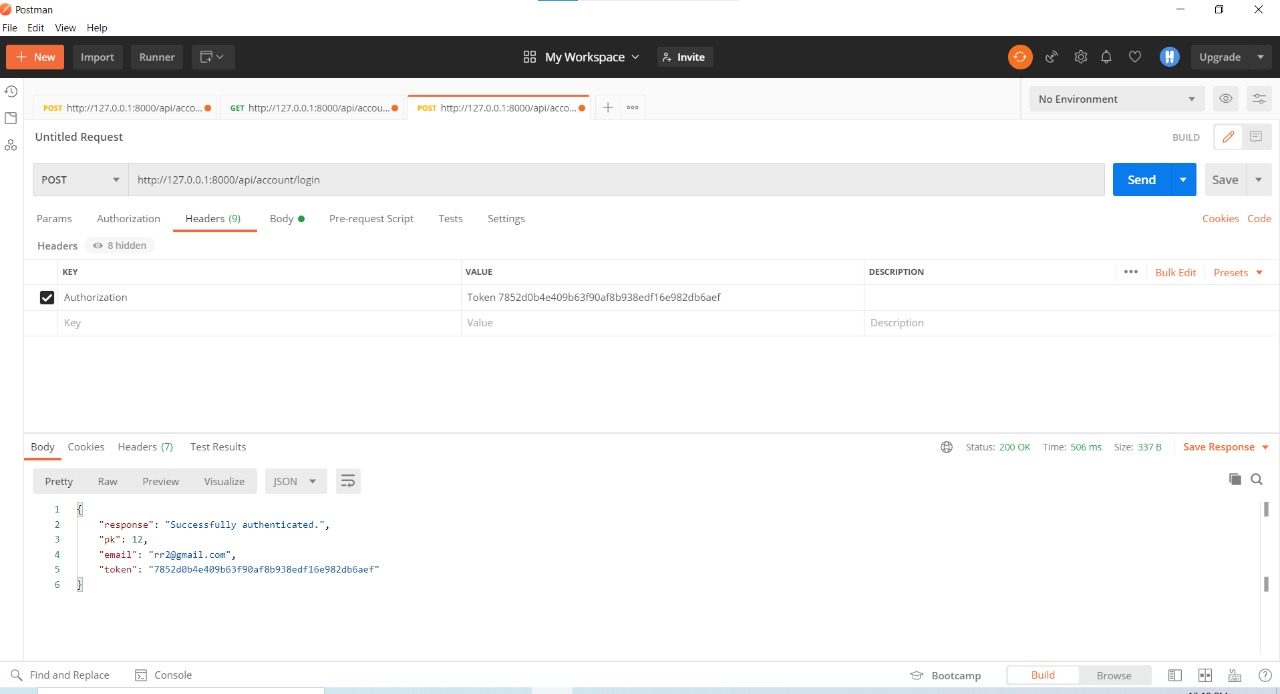 Postman
File Edit View Help
+ New Import Runner My Workspace Invite Upgrade
POST http://127.0.0.1:8000/api/acco... GET http://127.0.0.1:8000/api/accou... POST http://127.0.0.1:8000/api/acco... + No Environment
Untitled Request BUILD
POST http://127.0.0.1:8000/api/account/login Send Save
Params Authorization Headers (9) Body Pre-request Script Tests Settings Cookies Code
Headers 8 hidden
KEY VALUE DESCRIPTION ••• Bulk Edit Presets
Authorization Token 7852d0b4e409b63f90af8b938edf16e982db6aef
Key Value Description
Body Cookies Headers (7) Test Results Status: 200 OK Time: 506 ms Size: 337 B Save Response
Pretty Raw Preview Visualize JSON
1 {
2 "response": "Successfully authenticated.",
3 "pk": 12,
4 "email": "rr2@gmail.com",
5 "token": "7852d0b4e409b63f90af8b938edf16e982db6aef"
6 }
Find and Replace Console Bootcamp Build Browse